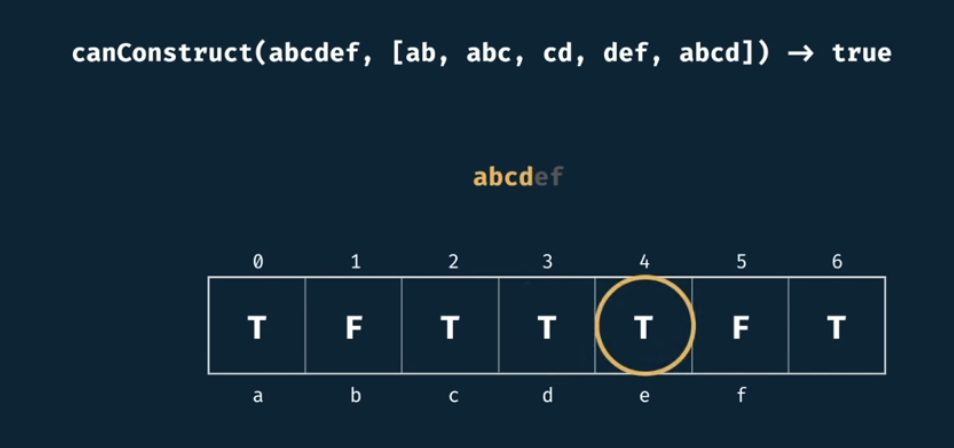 canConstruct(abcdef, [ab, abc, cd, def, abcd]) → true
abcdef
0 1 2 3 4 5 6
T F T T T F T
a b c d e f